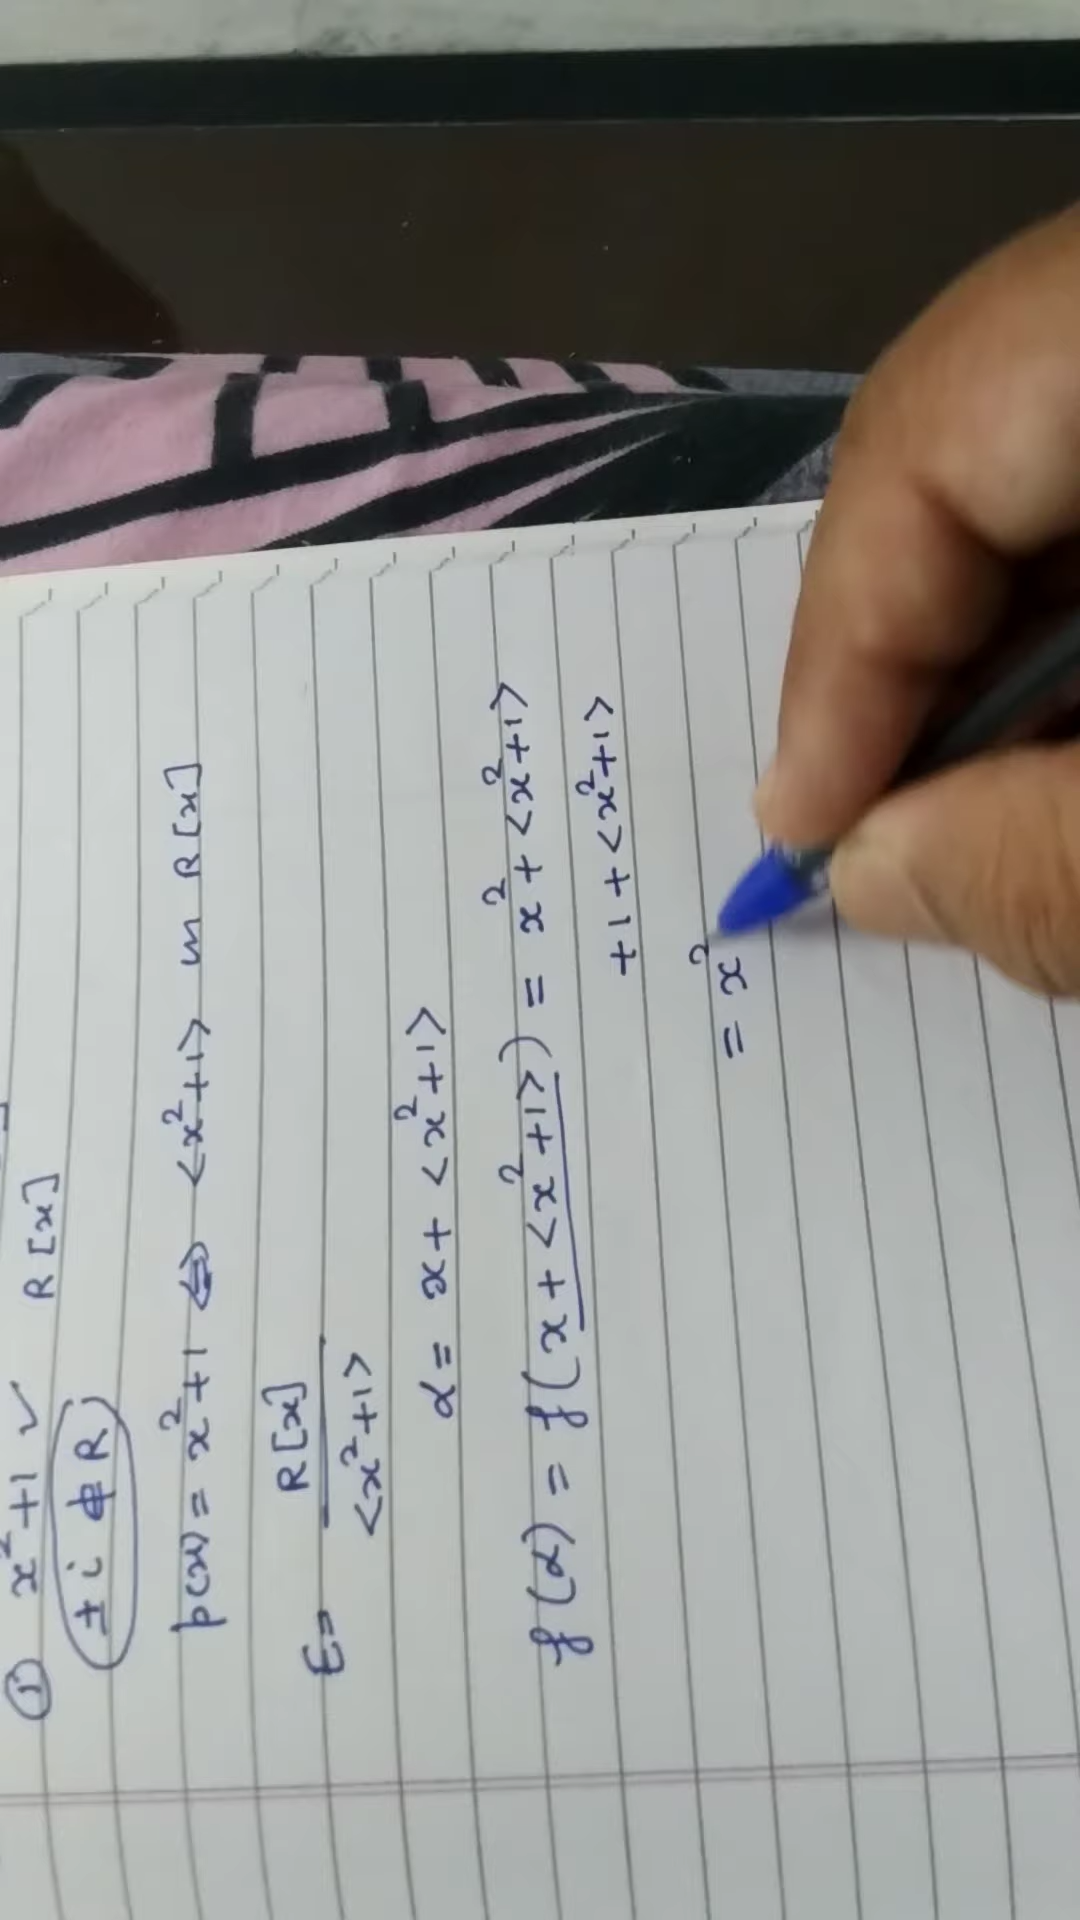 ① x²+1 ✓ R[x]
± i ∉ R
p(x) = x²+1 ⇔ <x²+1> in R[x]
E = R[x]
<x²+1>
α = x + <x²+1>
f(α) = f(x + <x²+1>) = x² + <x²+1>
+1 + <x²+1>
= x²